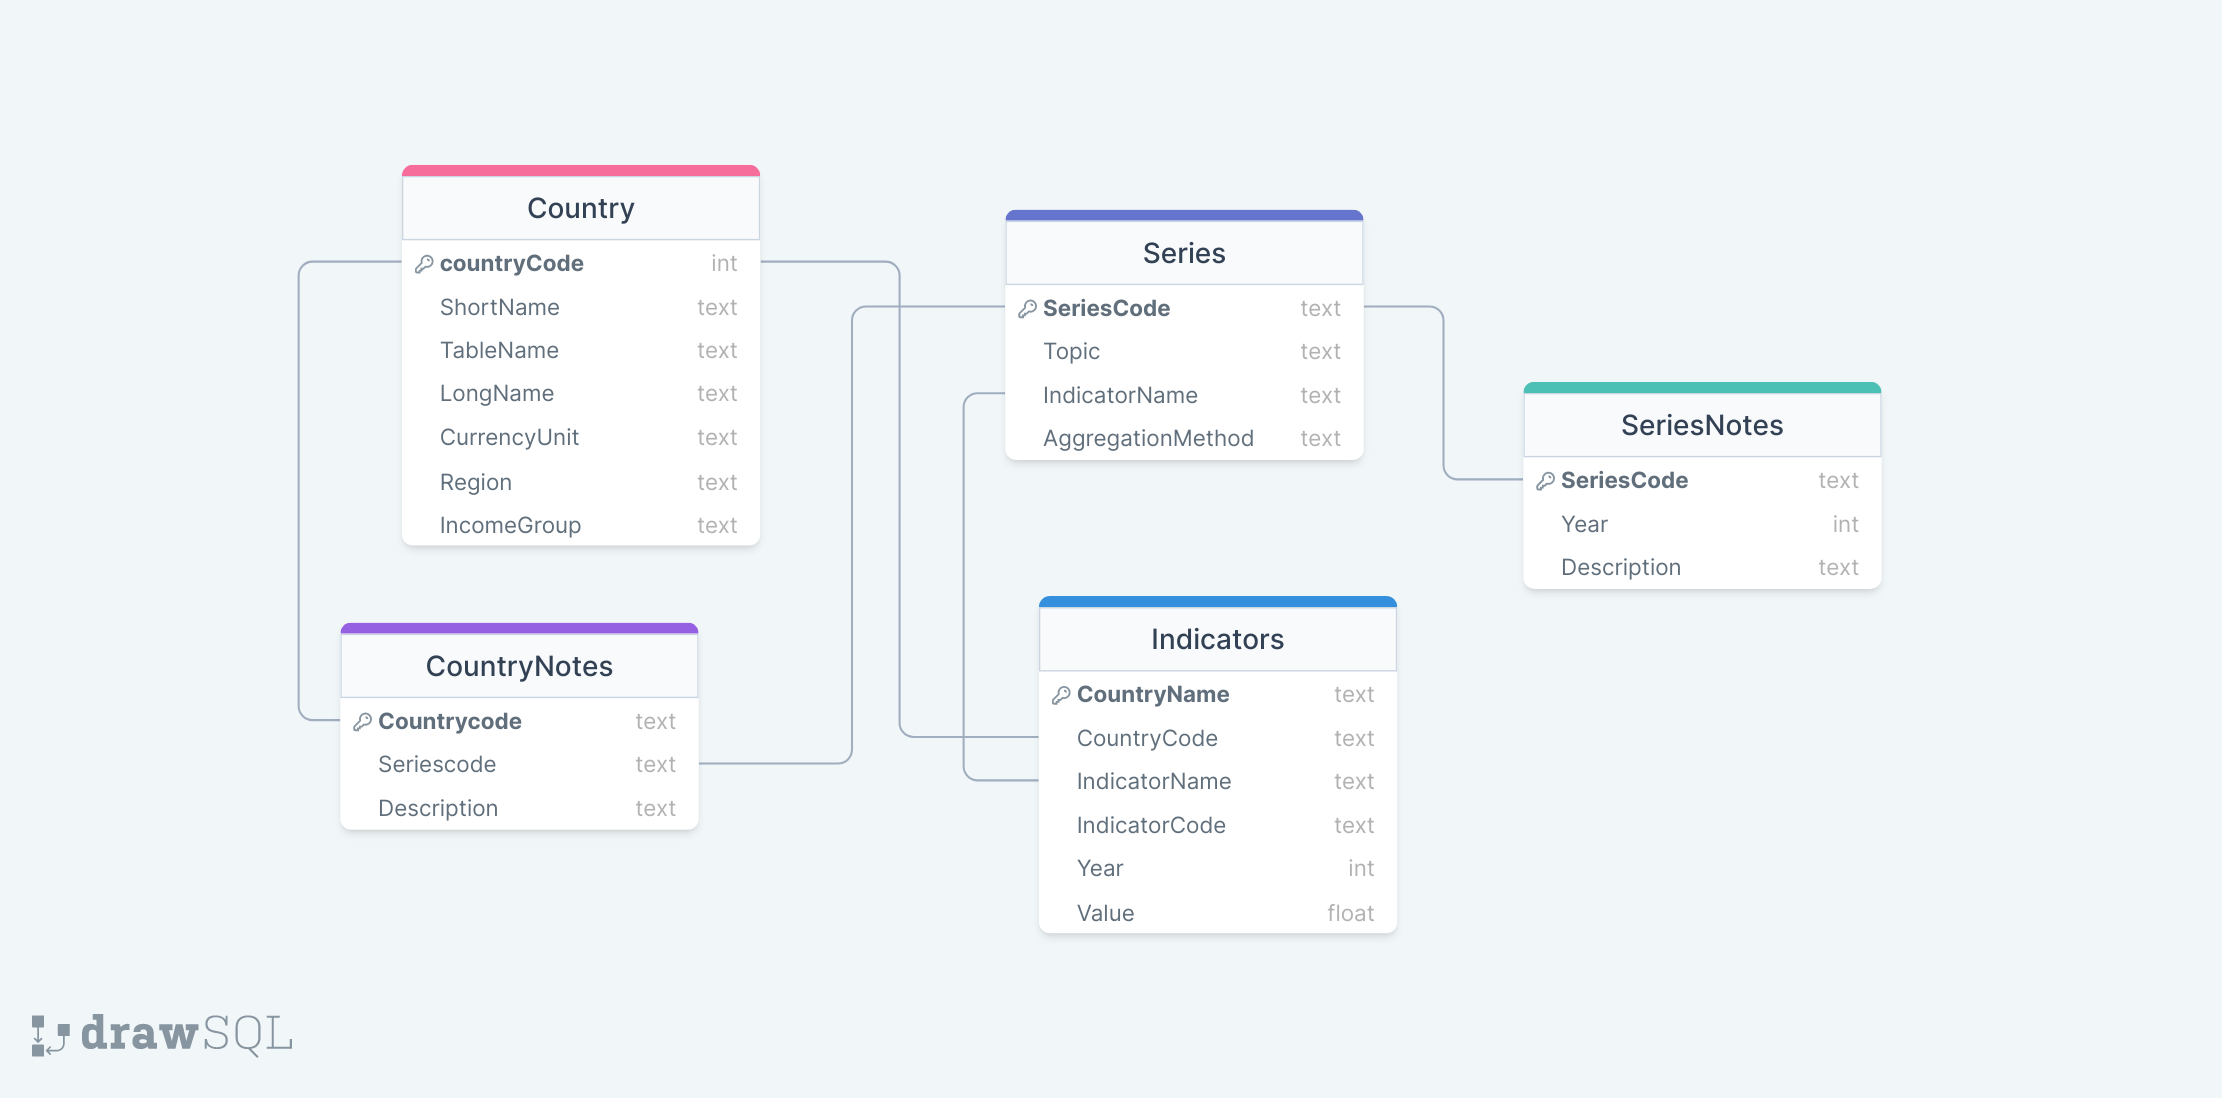 Country
countryCode int
ShortName text
TableName text
LongName text
CurrencyUnit text
Region text
IncomeGroup text
Series
SeriesCode text
Topic text
IndicatorName text
AggregationMethod text
SeriesNotes
SeriesCode text
Year int
Description text
CountryNotes
Countrycode text
Seriescode text
Description text
Indicators
CountryName text
CountryCode text
IndicatorName text
IndicatorCode text
Year int
Value float
drawSQL